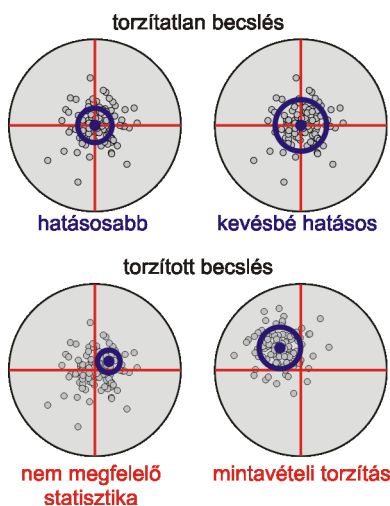 torzítatlan becslés
hatásosabb
kevésbé hatásos
torzított becslés
nem megfelelő
statisztika
mintavételi torzítás